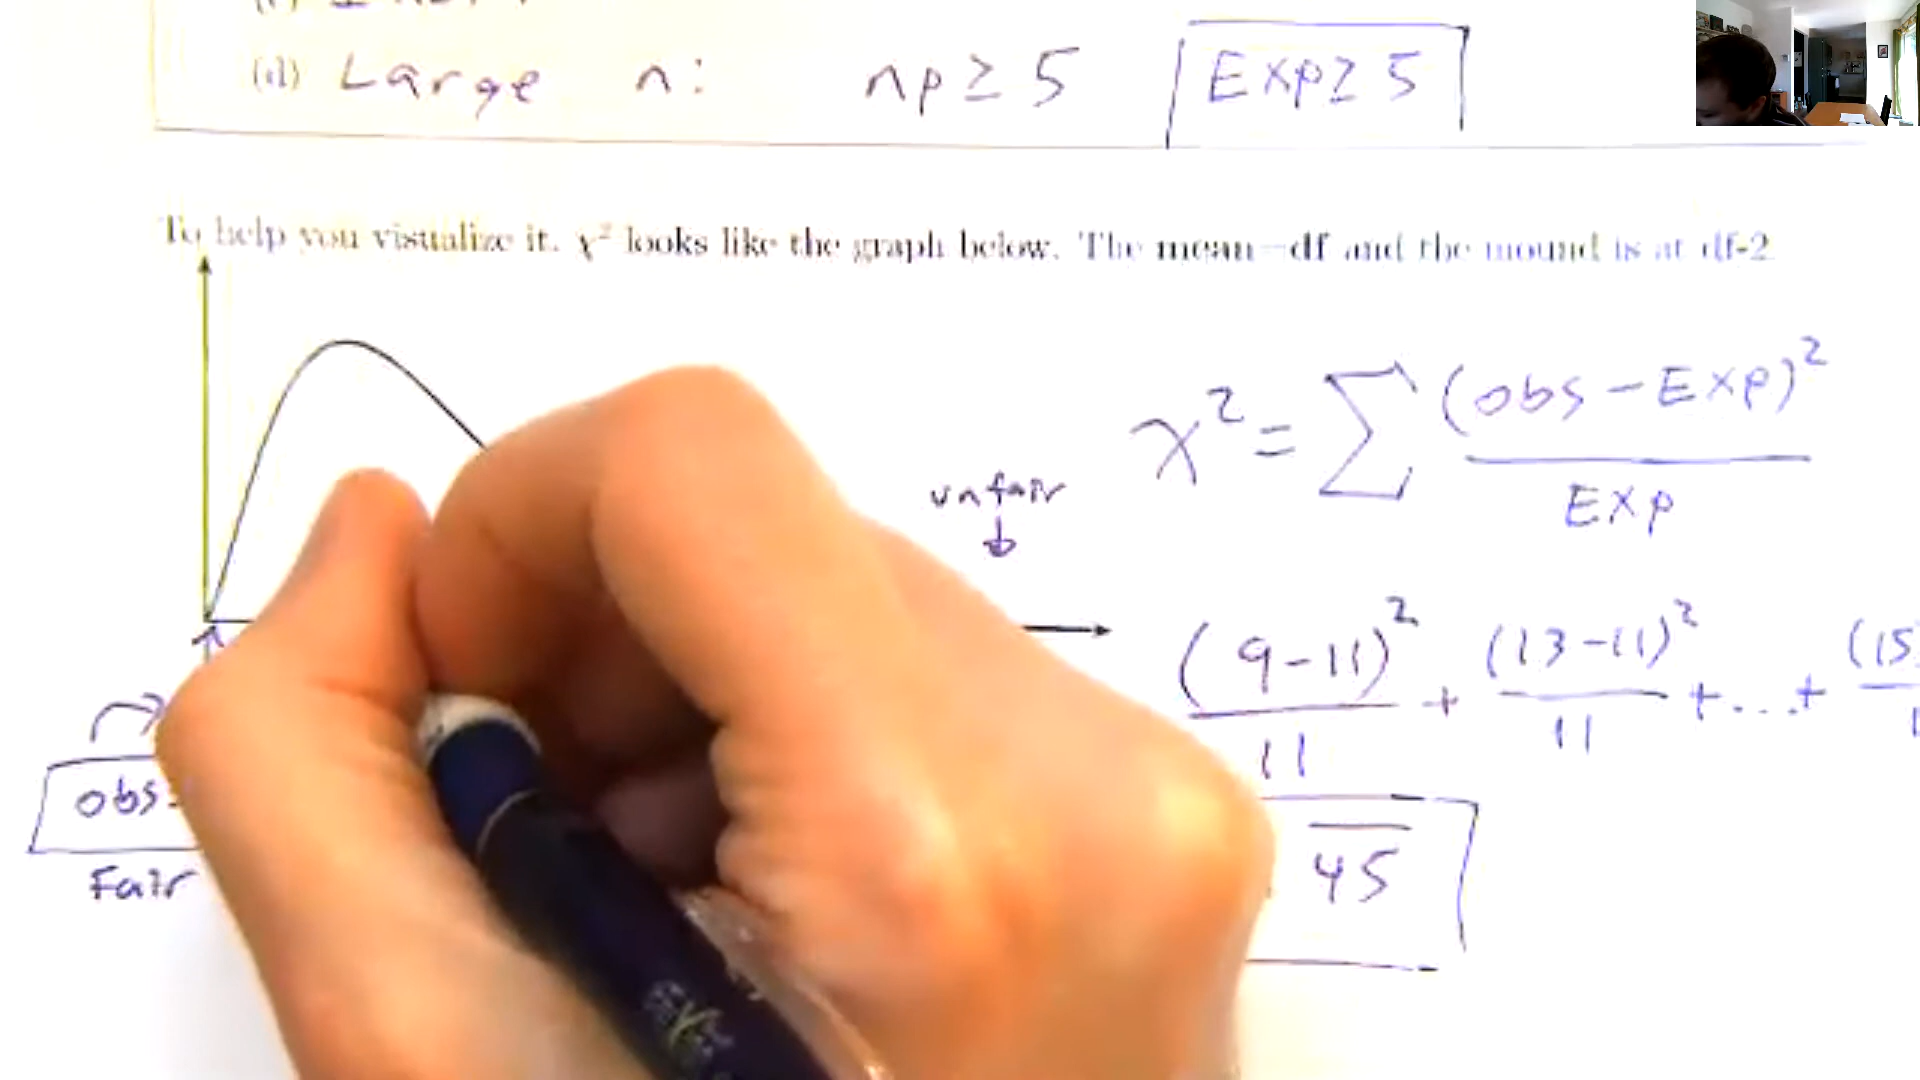 (d) Large n: np ≥ 5 Exp ≥ 5
To help you visualize it. χ² looks like the graph below. The mean=df and the mound is at df-2
χ² = Σ (obs - Exp)² / Exp
unfair
↓
(9-11)² / 11 + (13-11)² / 11 + ... + (15
obs
Fair
45